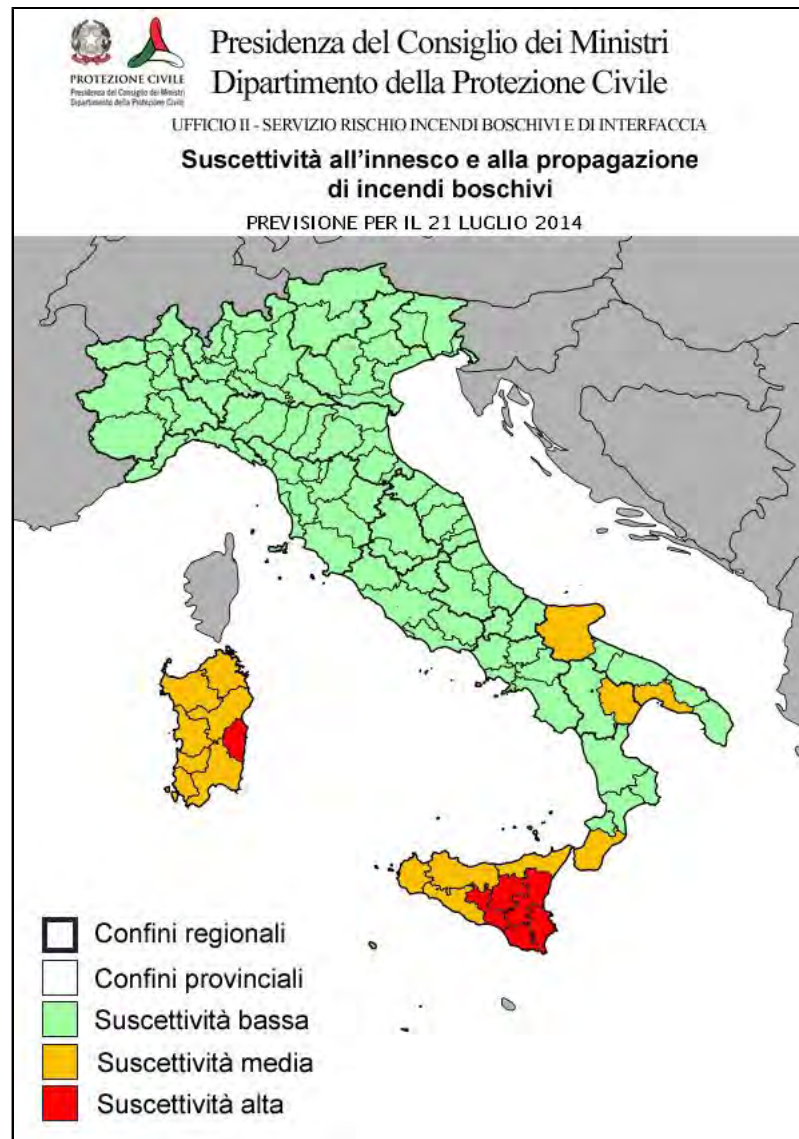 PROTEZIONE CIVILE
Presidenza del Consiglio dei Ministri
Dipartimento della Protezione Civile
Presidenza del Consiglio dei Ministri
Dipartimento della Protezione Civile
UFFICIO II - SERVIZIO RISCHIO INCENDI BOSCHIVI E DI INTERFACCIA
Suscettività all'innesco e alla propagazione
di incendi boschivi
PREVISIONE PER IL 21 LUGLIO 2014
Confini regionali
Confini provinciali
Suscettività bassa
Suscettività media
Suscettività alta